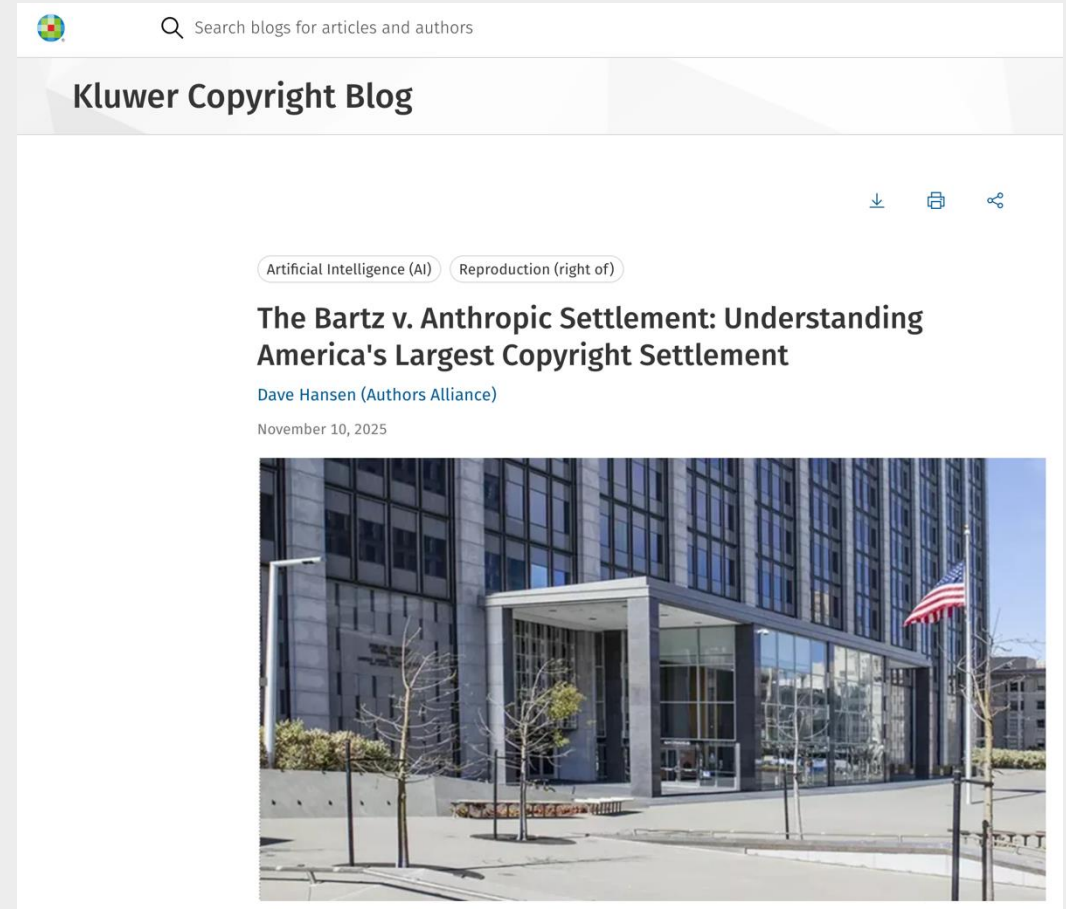 Search blogs for articles and authors
Kluwer Copyright Blog
Artificial Intelligence (AI)
Reproduction (right of)
The Bartz v. Anthropic Settlement: Understanding
America's Largest Copyright Settlement
Dave Hansen (Authors Alliance)
November 10, 2025